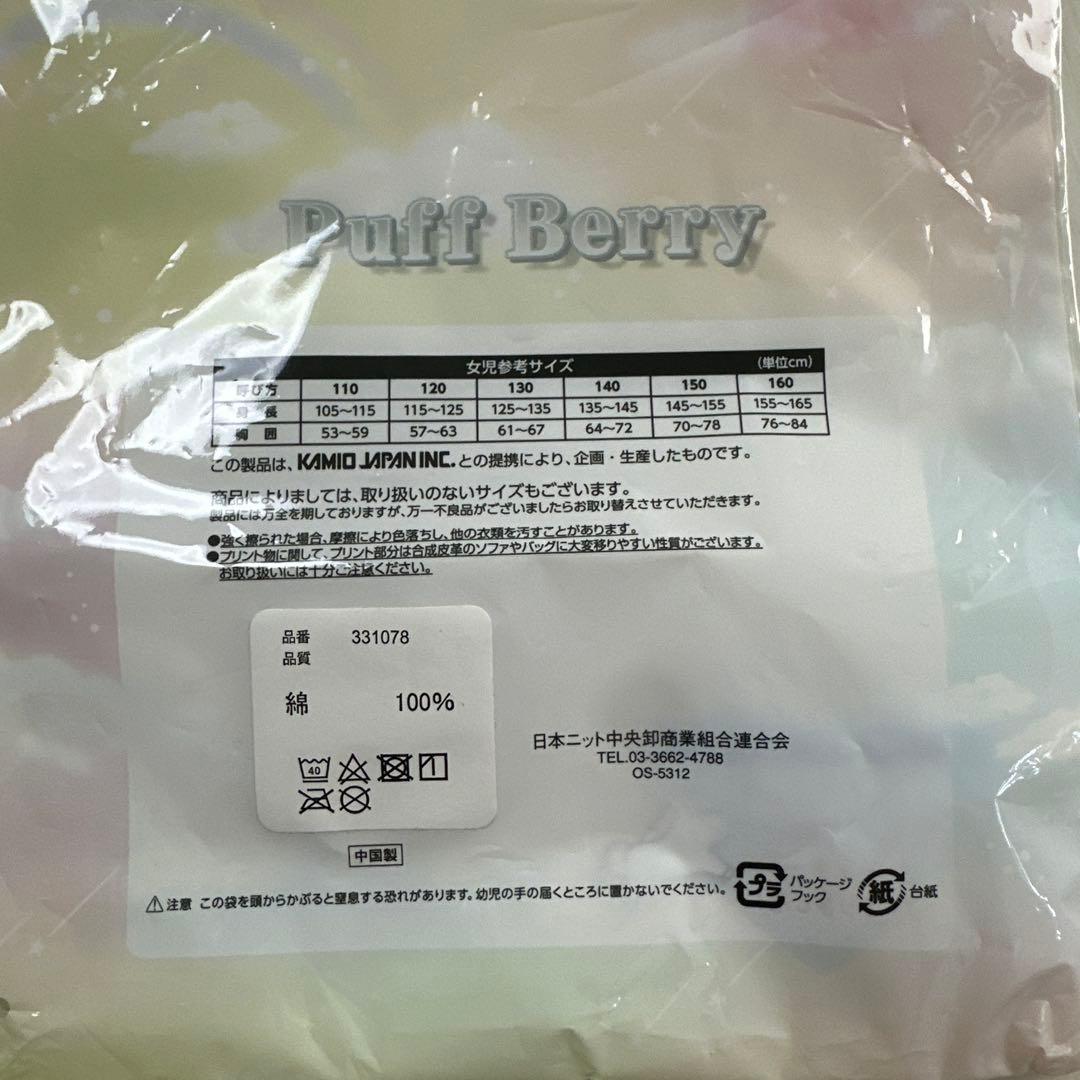 Puff Berry
女児参考サイズ (単位cm)
呼び方 110 120 130 140 150 160
身長 105〜115 115〜125 125〜135 135〜145 145〜155 155〜165
胸囲 53〜59 57〜63 61〜67 64〜72 70〜78 76〜84
この製品は、KAMIO JAPAN INC.との提携により、企画・生産したものです。
商品によりましては、取り扱いのないサイズもございます。
製品には万全を期しておりますが、万一不良品がございましたらお取り替えさせていただきます。
●強く擦られた場合、摩擦により色落ちし、他の衣類を汚すことがあります。
●プリント物に関して、プリント部分は合成皮革のソファやバッグに大変移りやすい性質がございます。
お取り扱いには十分ご注意ください。
品番 331078
品質
綿 100%
40
日本ニット中央卸商業組合連合会
TEL.03-3662-4788
OS-5312
中国製
⚠注意 この袋を頭からかぶると窒息する恐れがあります。幼児の手の届くところに置かないでください。
プラ パッケージ
フック
紙 台紙